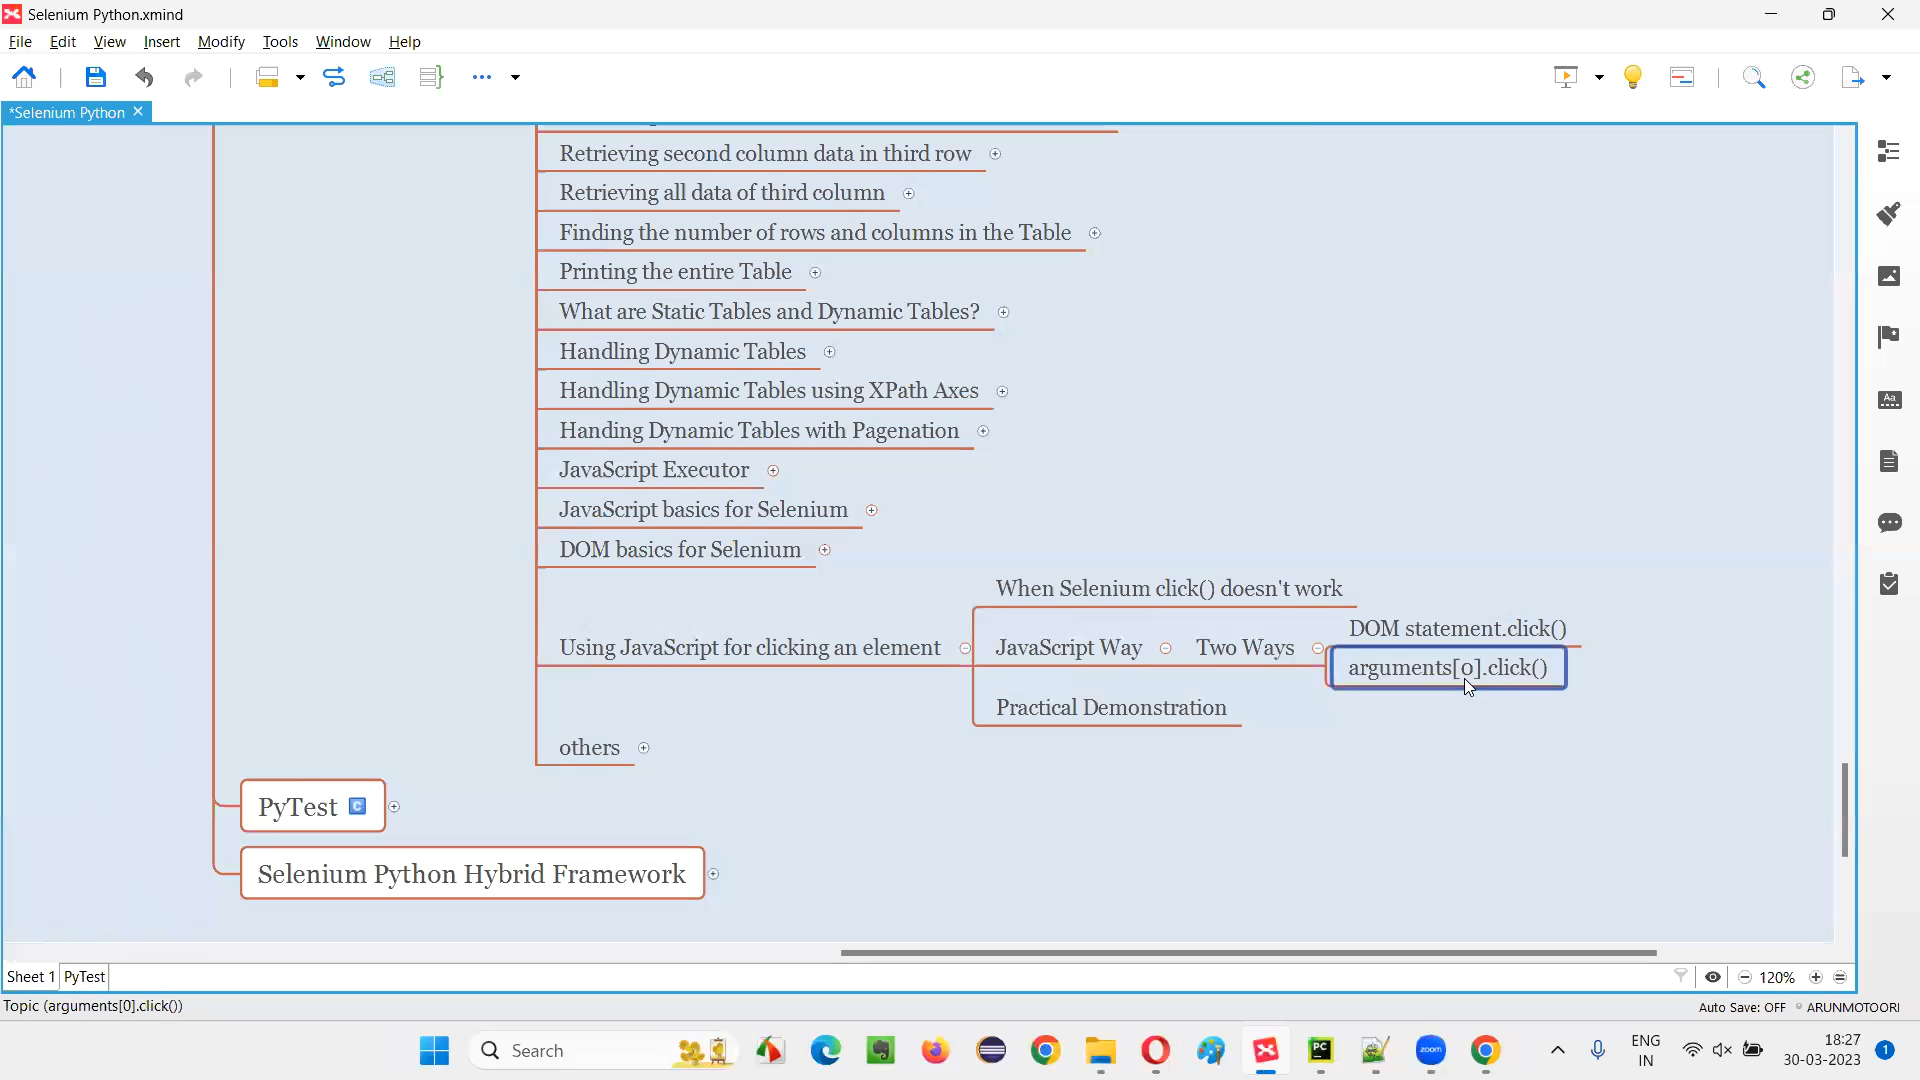 Selenium Python.xmind
File Edit View Insert Modify Tools Window Help
*Selenium Python
Retrieving second column data in third row
Retrieving all data of third column
Finding the number of rows and columns in the Table
Printing the entire Table
What are Static Tables and Dynamic Tables?
Handling Dynamic Tables
Handling Dynamic Tables using XPath Axes
Handing Dynamic Tables with Pagenation
JavaScript Executor
JavaScript basics for Selenium
DOM basics for Selenium
When Selenium click() doesn't work
DOM statement.click()
Using JavaScript for clicking an element JavaScript Way Two Ways
arguments[0].click()
Practical Demonstration
others
PyTest C
Selenium Python Hybrid Framework
Sheet 1 PyTest 120%
Topic (arguments[0].click()) Auto Save: OFF ARUNMOTOORI
Search PC zoom ENG 18:27
IN 30-03-2023 1